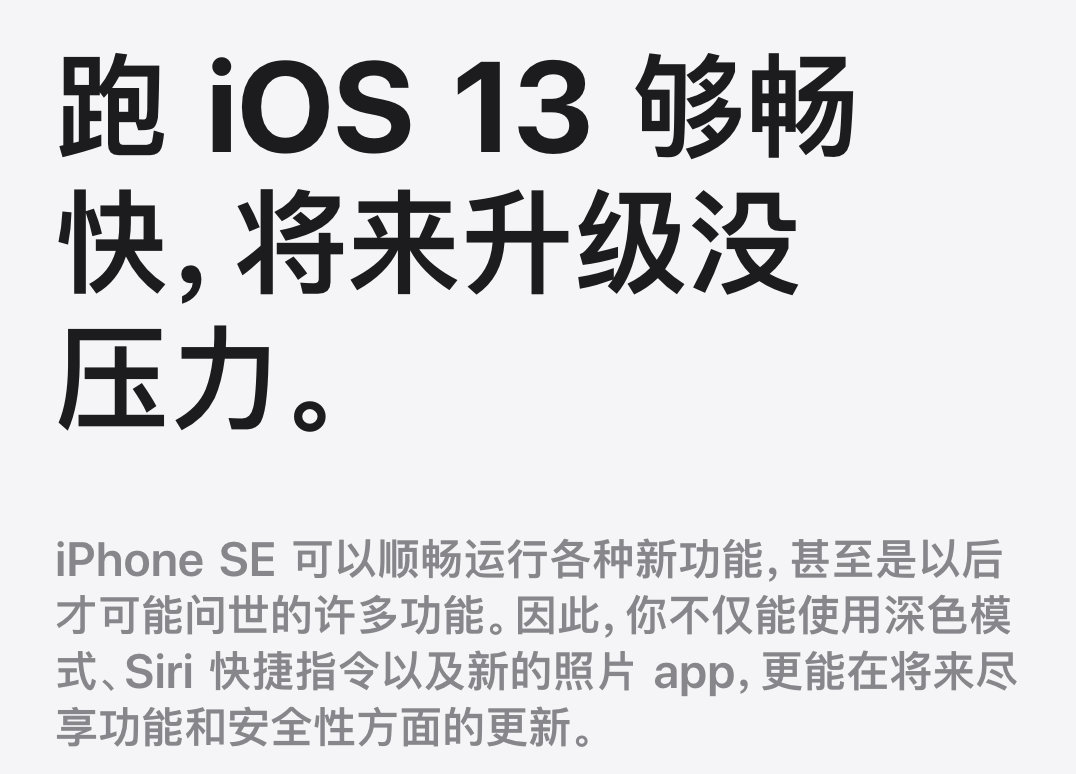 跑 iOS 13 够畅
快，将来升级没
压力。
iPhone SE 可以顺畅运行各种新功能，甚至是以后
才可能问世的许多功能。因此，你不仅能使用深色模
式、Siri 快捷指令以及新的照片 app，更能在将来尽
享功能和安全性方面的更新。